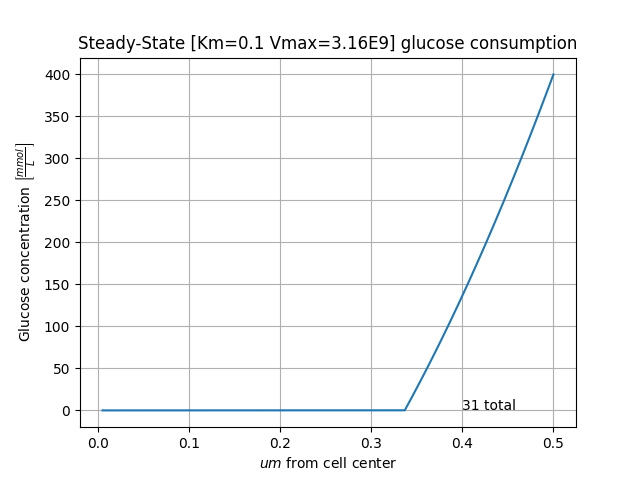 Steady-State [Km=0.1 Vmax=3.16E9] glucose consumption
400
350
300
250
200
150
100
50
0
Glucose concentration [mmol/L]
31 total
0.0 0.1 0.2 0.3 0.4 0.5
um from cell center